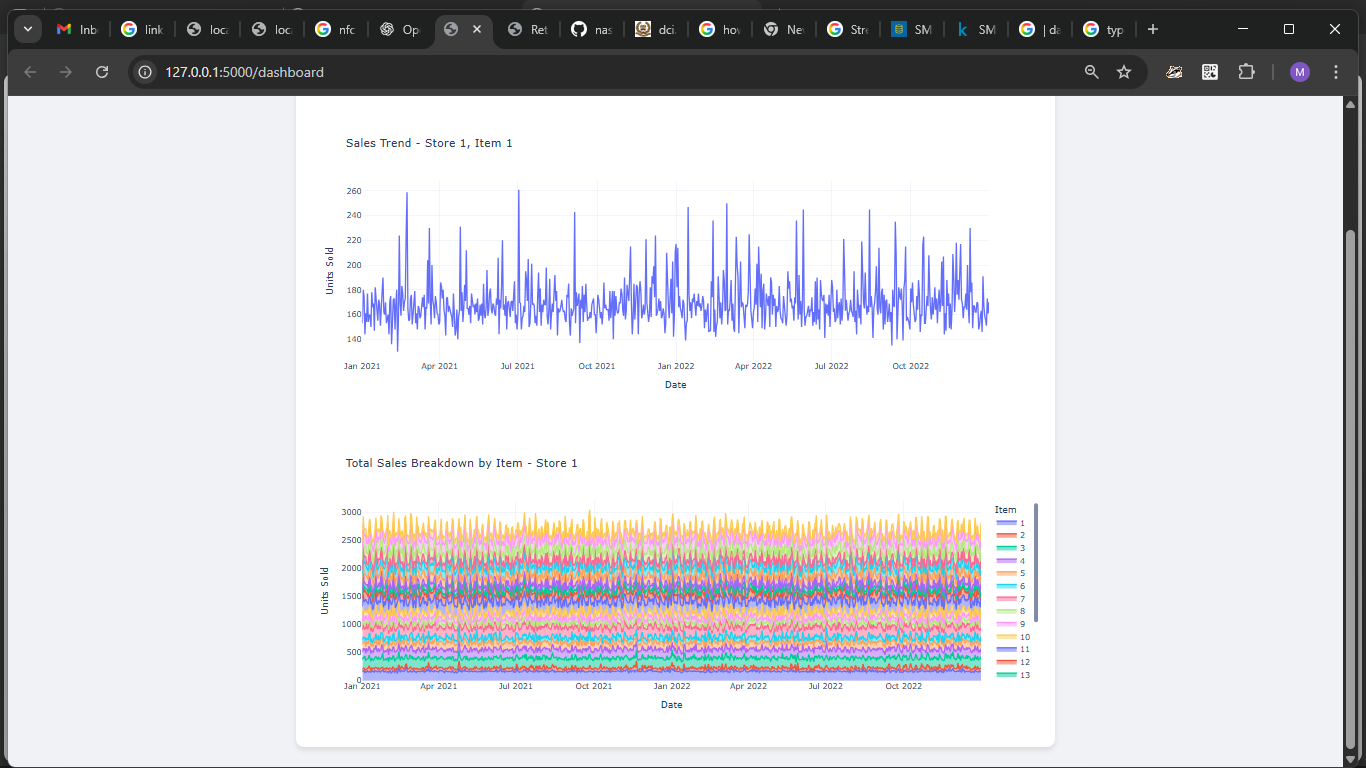 Inb
link
loca
loca
nfc
Ope
Ret
nas
dci.
hov
Nev
Stre
SM
SM
| da
typ
127.0.0.1:5000/dashboard
M
Sales Trend - Store 1, Item 1
260
240
220
200
180
160
140
Units Sold
Jan 2021 Apr 2021 Jul 2021 Oct 2021 Jan 2022 Apr 2022 Jul 2022 Oct 2022
Date
Total Sales Breakdown by Item - Store 1
3000
2500
2000
1500
1000
500
0
Units Sold
Jan 2021 Apr 2021 Jul 2021 Oct 2021 Jan 2022 Apr 2022 Jul 2022 Oct 2022
Date
Item
1
2
3
4
5
6
7
8
9
10
11
12
13